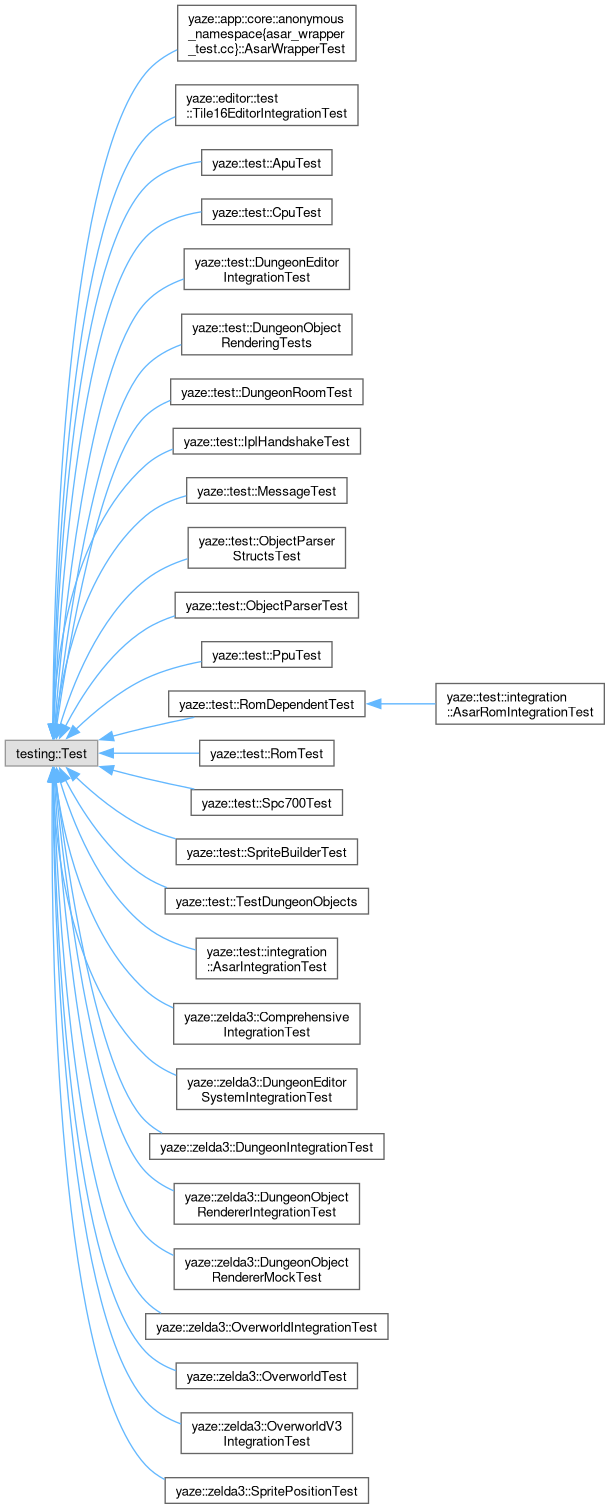 yaze::app::core::anonymous
_namespace{asar_wrapper
_test.cc}::AsarWrapperTest
yaze::editor::test
::Tile16EditorIntegrationTest
yaze::test::ApuTest
yaze::test::CpuTest
yaze::test::DungeonEditor
IntegrationTest
yaze::test::DungeonObject
RenderingTests
yaze::test::DungeonRoomTest
yaze::test::IplHandshakeTest
yaze::test::MessageTest
yaze::test::ObjectParser
StructsTest
yaze::test::ObjectParserTest
yaze::test::PpuTest
yaze::test::RomDependentTest
yaze::test::integration
::AsarRomIntegrationTest
testing::Test
yaze::test::RomTest
yaze::test::Spc700Test
yaze::test::SpriteBuilderTest
yaze::test::TestDungeonObjects
yaze::test::integration
::AsarIntegrationTest
yaze::zelda3::Comprehensive
IntegrationTest
yaze::zelda3::DungeonEditor
SystemIntegrationTest
yaze::zelda3::DungeonIntegrationTest
yaze::zelda3::DungeonObject
RendererIntegrationTest
yaze::zelda3::DungeonObject
RendererMockTest
yaze::zelda3::OverworldIntegrationTest
yaze::zelda3::OverworldTest
yaze::zelda3::OverworldV3
IntegrationTest
yaze::zelda3::SpritePositionTest